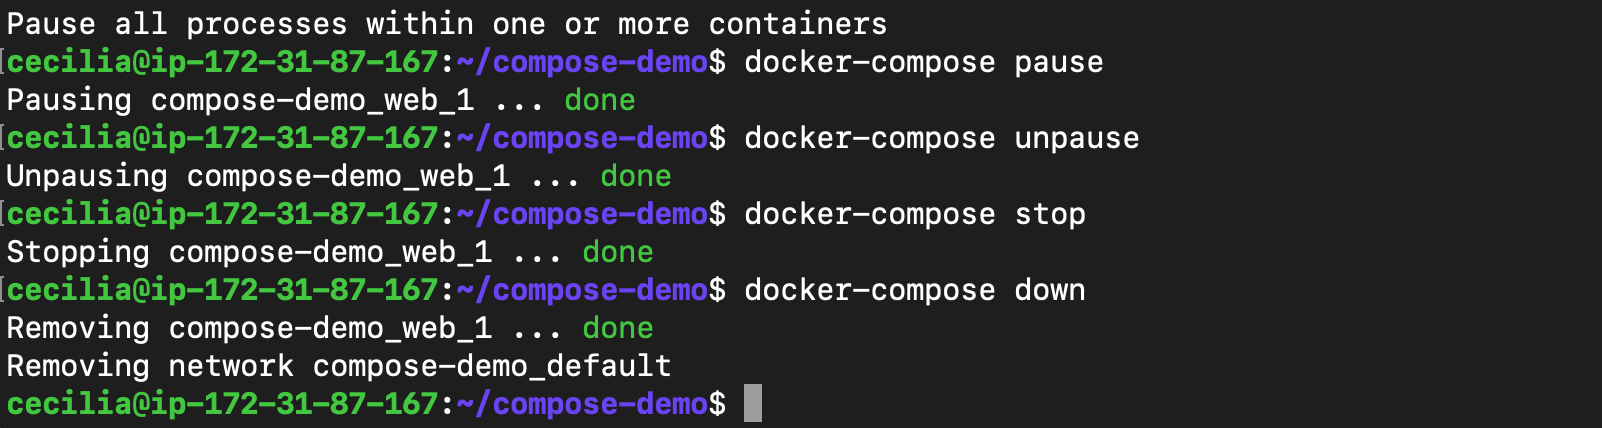 Pause all processes within one or more containers
cecilia@ip-172-31-87-167:~/compose-demo$ docker-compose pause
Pausing compose-demo_web_1 ... done
cecilia@ip-172-31-87-167:~/compose-demo$ docker-compose unpause
Unpausing compose-demo_web_1 ... done
cecilia@ip-172-31-87-167:~/compose-demo$ docker-compose stop
Stopping compose-demo_web_1 ... done
cecilia@ip-172-31-87-167:~/compose-demo$ docker-compose down
Removing compose-demo_web_1 ... done
Removing network compose-demo_default
cecilia@ip-172-31-87-167:~/compose-demo$